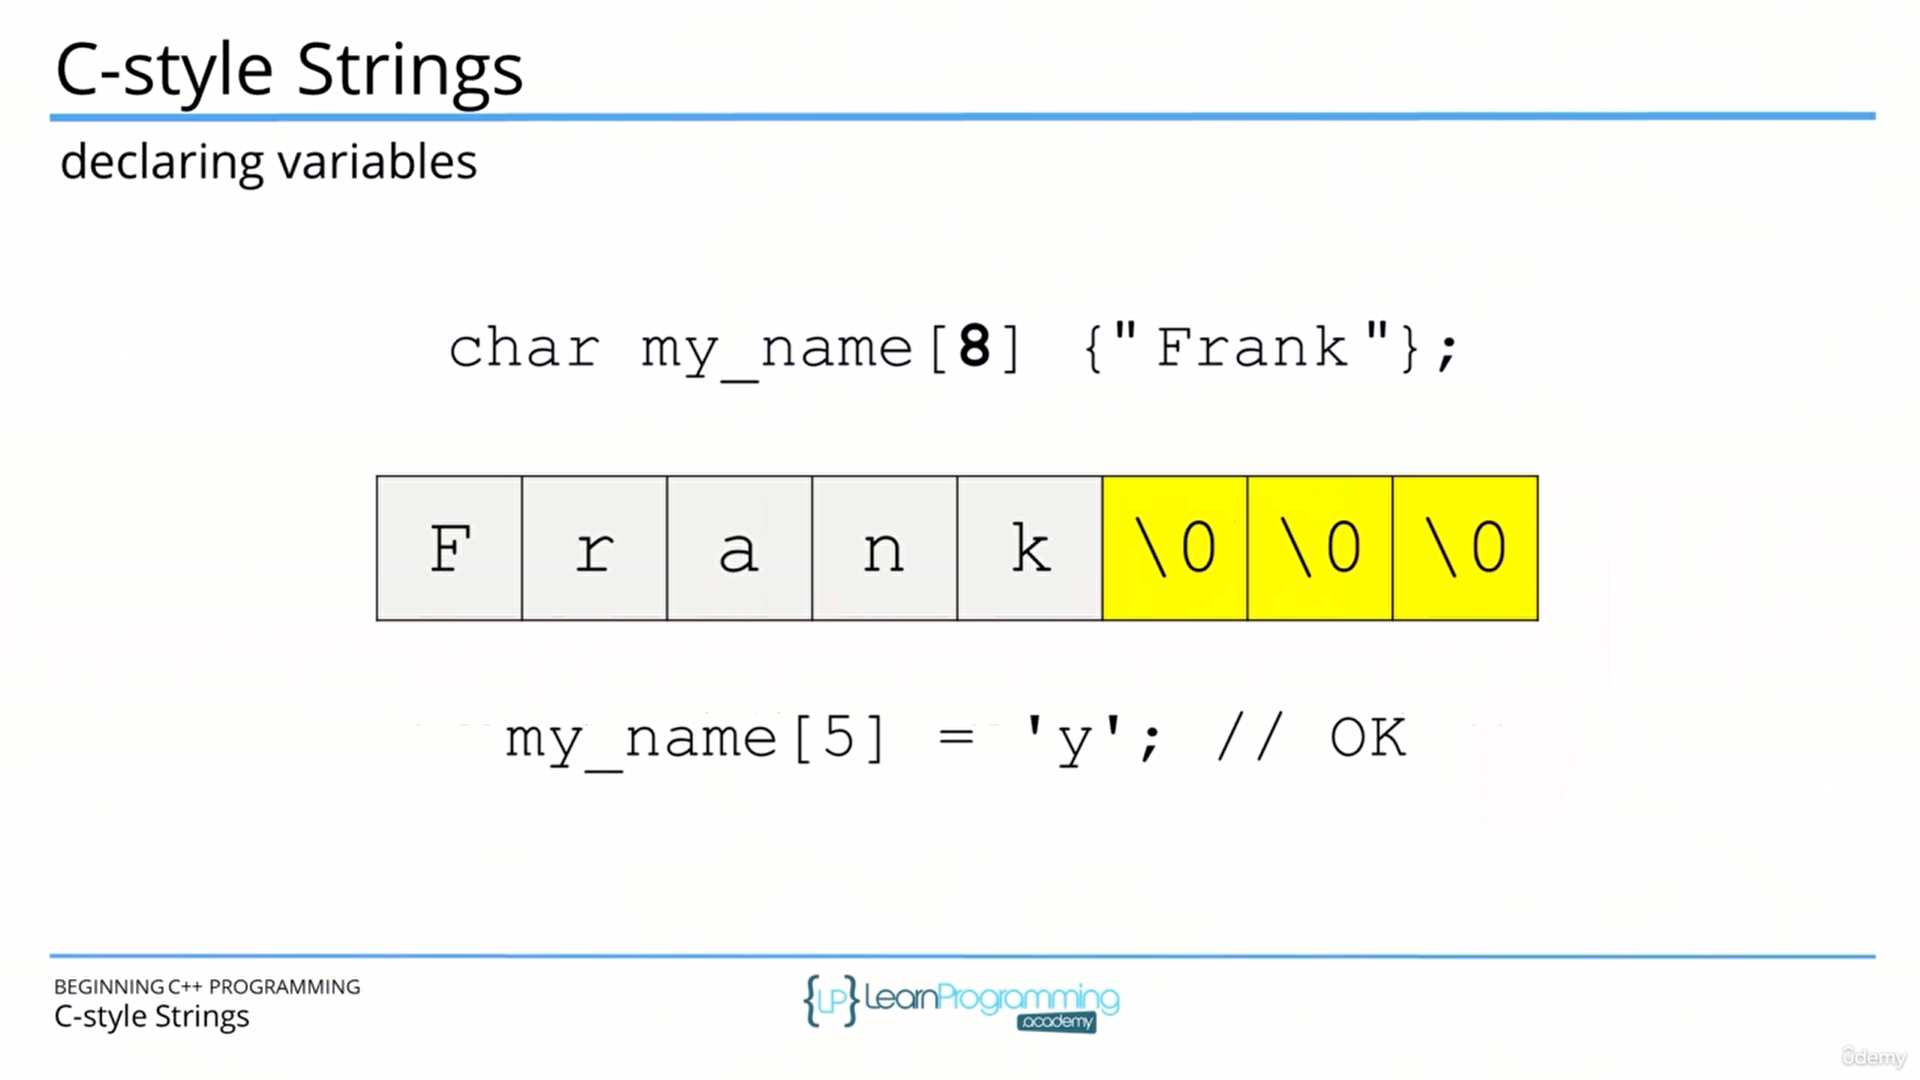 C-style Strings
declaring variables
char my_name[8] {"Frank"};
F r a n k \0 \0 \0
my_name[5] = 'y'; // OK
BEGINNING C++ PROGRAMMING
C-style Strings
{LP} LearnProgramming
.academy
ûdemy